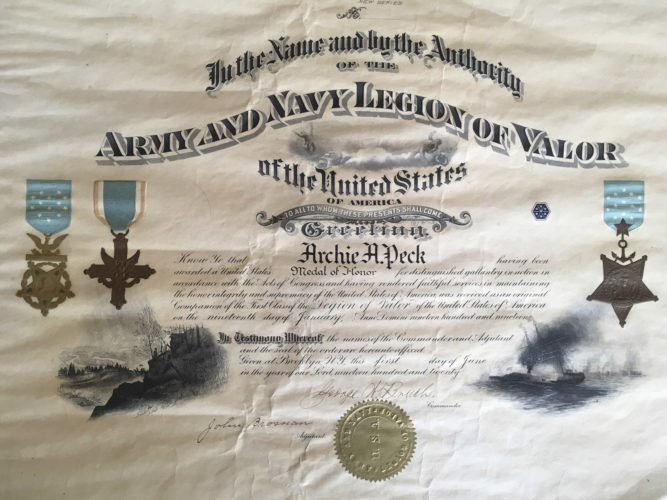 NEW SERIES
In the Name and by the Authority
OF THE
ARMY AND NAVY LEGION OF VALOR
of the United States
OF AMERICA
TO ALL TO WHOM THESE PRESENTS SHALL COME
Greeting.
Know Ye that Archie A. Peck having been
awarded a United States Medal of Honor for distinguished gallantry in action in
accordance with the Acts of Congress and having rendered faithful service in maintaining
the honor, integrity and supremacy of the United States of America, was received as an original
Companion of the First Class of the Legion of Valor of the United States of America
on the nineteenth day of January, Anno Domini nineteen hundred and nineteen
In Testimony Whereof, the names of the Commander and Adjutant
and the seal of the order are hereunto affixed.
Given at Brooklyn N.Y. this first day of June
in the year of our Lord, nineteen hundred and twenty
George W.
Commander
John Brosnan
Adjutant
U.S.A.